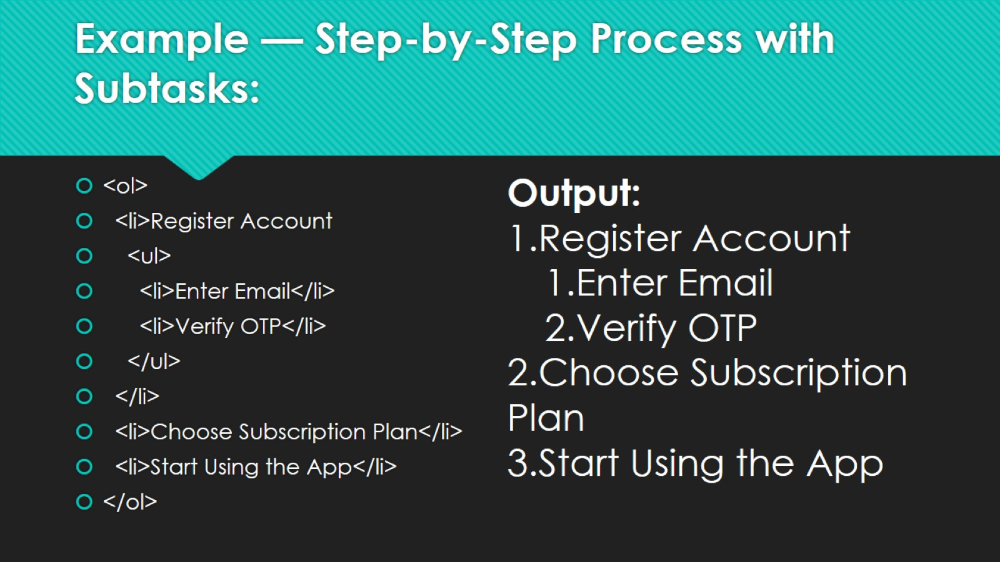 Example — Step-by-Step Process with
Subtasks:
<ol>
<li>Register Account
<ul>
<li>Enter Email</li>
<li>Verify OTP</li>
</ul>
</li>
<li>Choose Subscription Plan</li>
<li>Start Using the App</li>
</ol>
Output:
1.Register Account
1.Enter Email
2.Verify OTP
2.Choose Subscription
Plan
3.Start Using the App